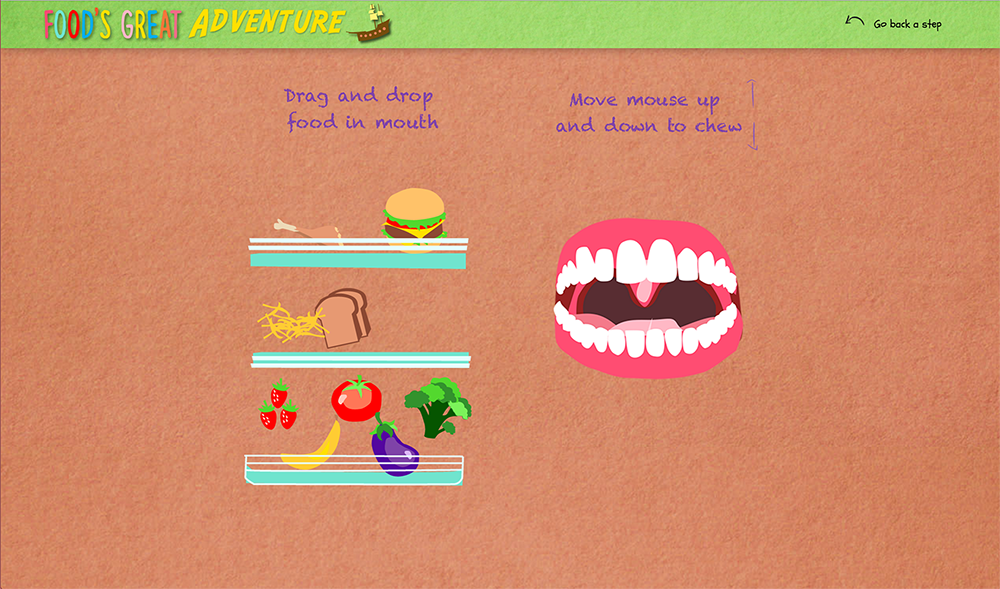 FOOD'S GREAT ADVENTURE
Go back a step
Drag and drop
food in mouth
Move mouse up
and down to chew